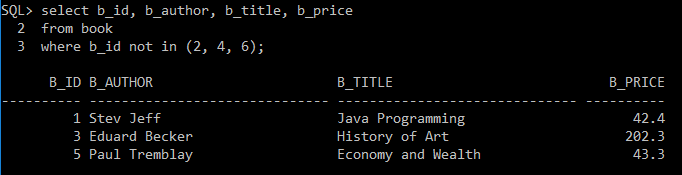 SQL> select b_id, b_author, b_title, b_price
  2  from book
  3  where b_id not in (2, 4, 6);

      B_ID B_AUTHOR                       B_TITLE                           B_PRICE
---------- ------------------------------ ------------------------------ ----------
         1 Stev Jeff                      Java Programming                     42.4
         3 Eduard Becker                  History of Art                      202.3
         5 Paul Tremblay                  Economy and Wealth                   43.3